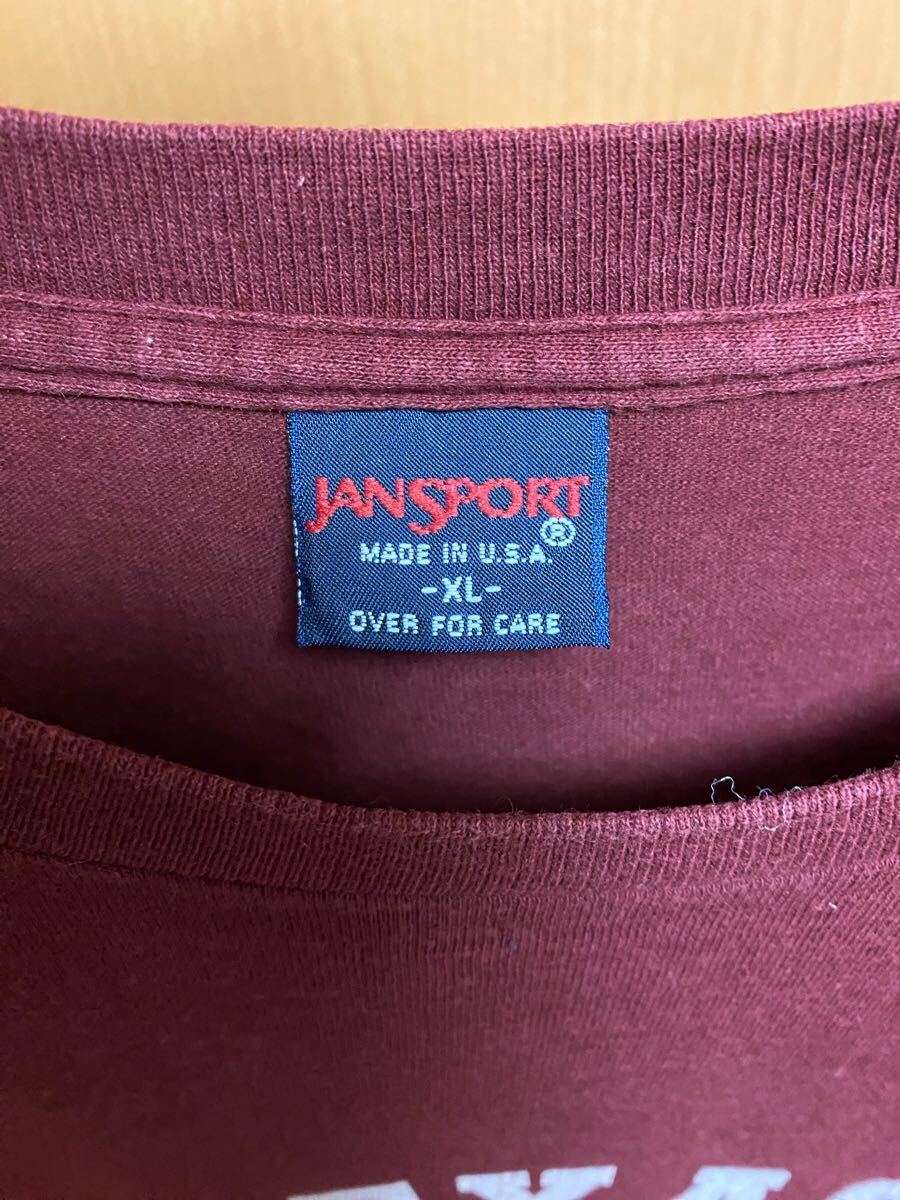 JANSPORT®
MADE IN U.S.A.
-XL-
OVER FOR CARE